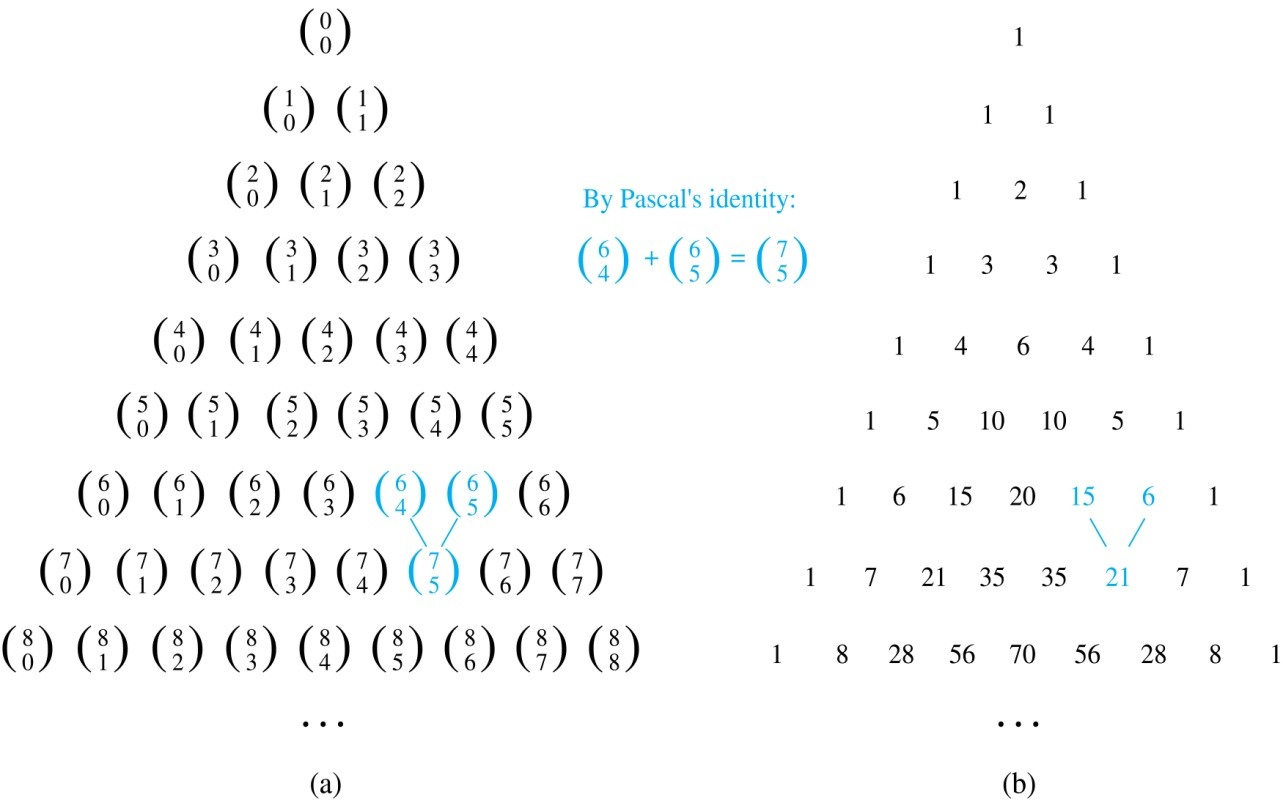 (0 0) 1
(1 0) (1 1) 1 1
(2 0) (2 1) (2 2) 1 2 1
By Pascal's identity:
(3 0) (3 1) (3 2) (3 3) (6 4) + (6 5) = (7 5) 1 3 3 1
(4 0) (4 1) (4 2) (4 3) (4 4) 1 4 6 4 1
(5 0) (5 1) (5 2) (5 3) (5 4) (5 5) 1 5 10 10 5 1
(6 0) (6 1) (6 2) (6 3) (6 4) (6 5) (6 6) 1 6 15 20 15 6 1
(7 0) (7 1) (7 2) (7 3) (7 4) (7 5) (7 6) (7 7) 1 7 21 35 35 21 7 1
(8 0) (8 1) (8 2) (8 3) (8 4) (8 5) (8 6) (8 7) (8 8) 1 8 28 56 70 56 28 8 1
... ...
(a) (b)